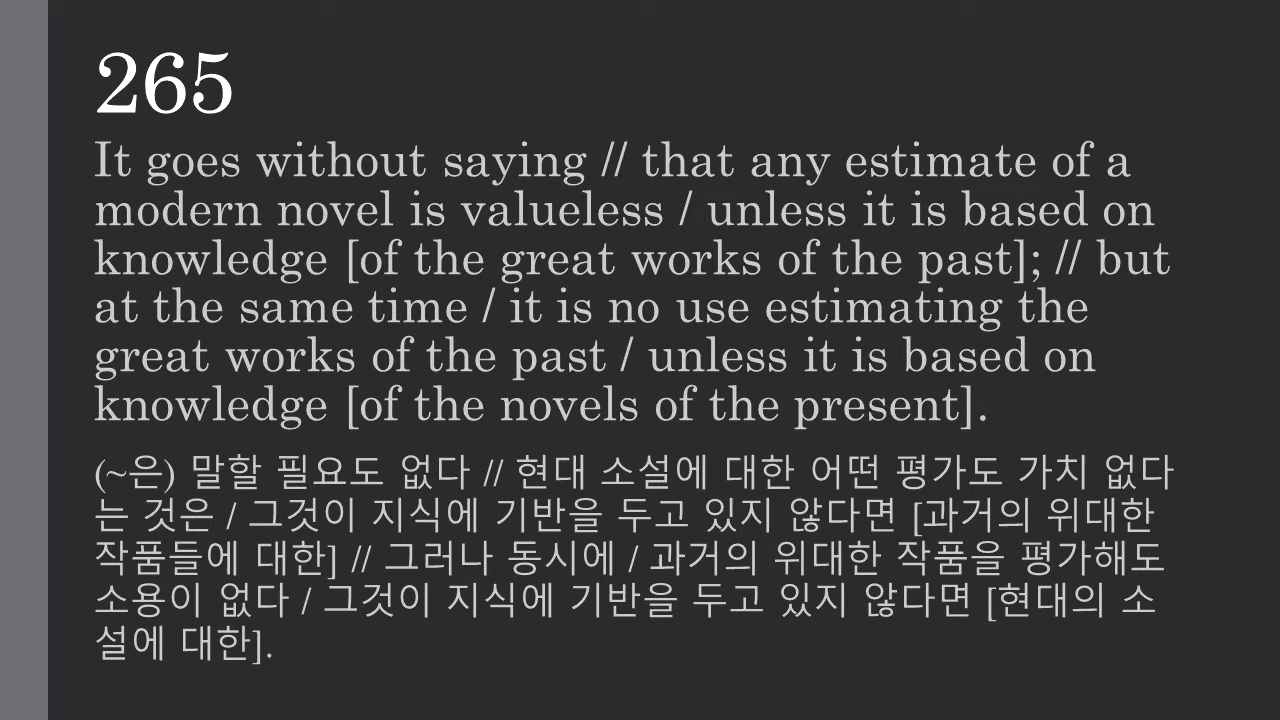 265
It goes without saying // that any estimate of a
modern novel is valueless / unless it is based on
knowledge [of the great works of the past]; // but
at the same time / it is no use estimating the
great works of the past / unless it is based on
knowledge [of the novels of the present].
(~은) 말할 필요도 없다 // 현대 소설에 대한 어떤 평가도 가치 없다
는 것은 / 그것이 지식에 기반을 두고 있지 않다면 [과거의 위대한
작품들에 대한] // 그러나 동시에 / 과거의 위대한 작품을 평가해도
소용이 없다 / 그것이 지식에 기반을 두고 있지 않다면 [현대의 소
설에 대한].